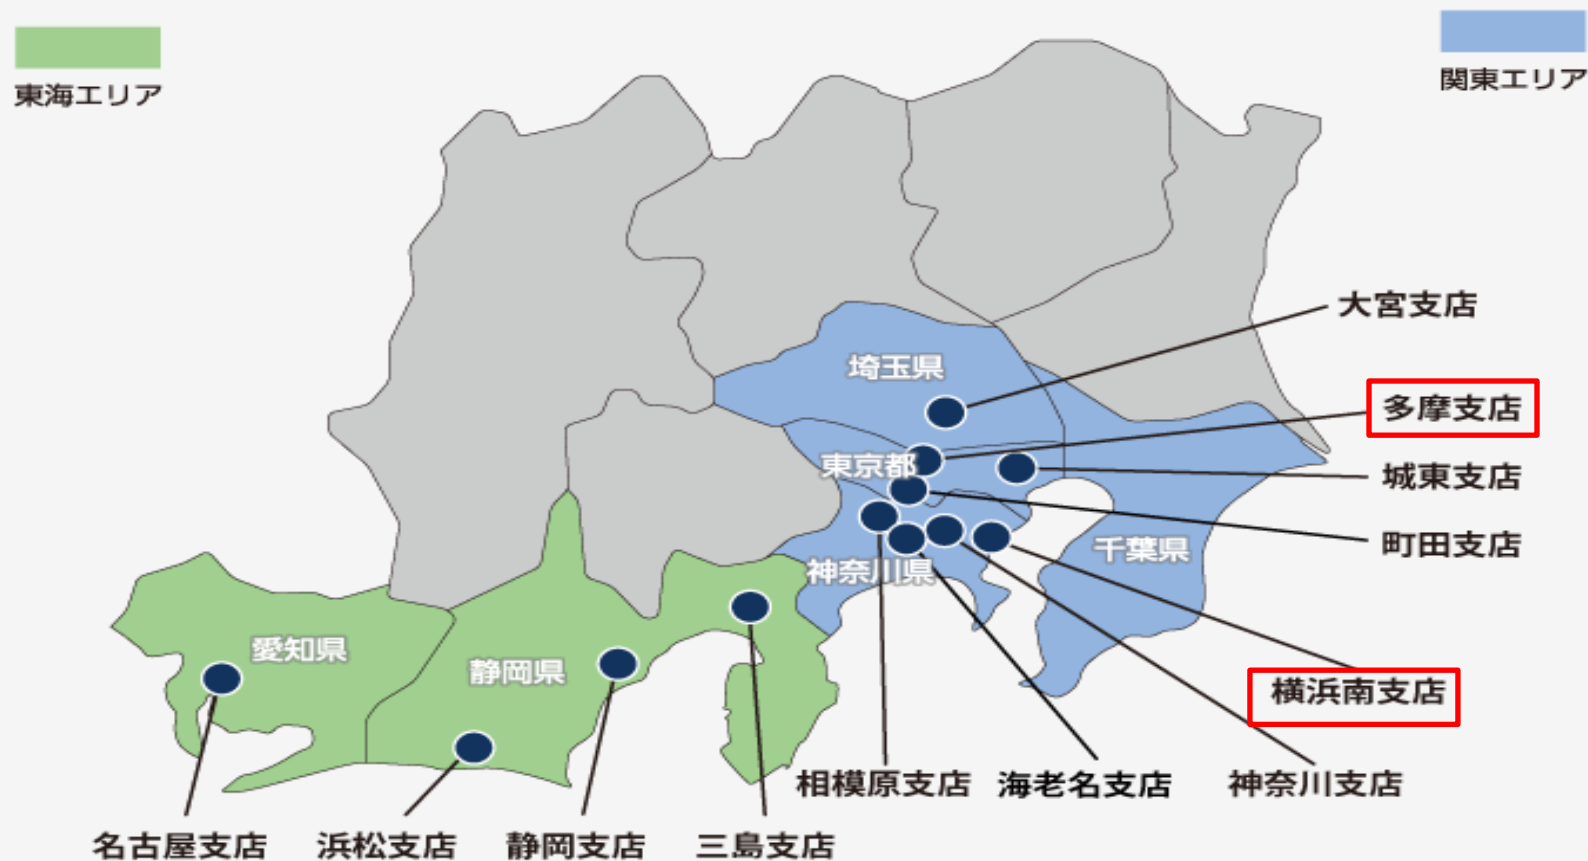 東海エリア
関東エリア
大宮支店
埼玉県
多摩支店
東京都
城東支店
町田支店
千葉県
神奈川県
愛知県
静岡県
横浜南支店
相模原支店
海老名支店
神奈川支店
名古屋支店
浜松支店
静岡支店
三島支店